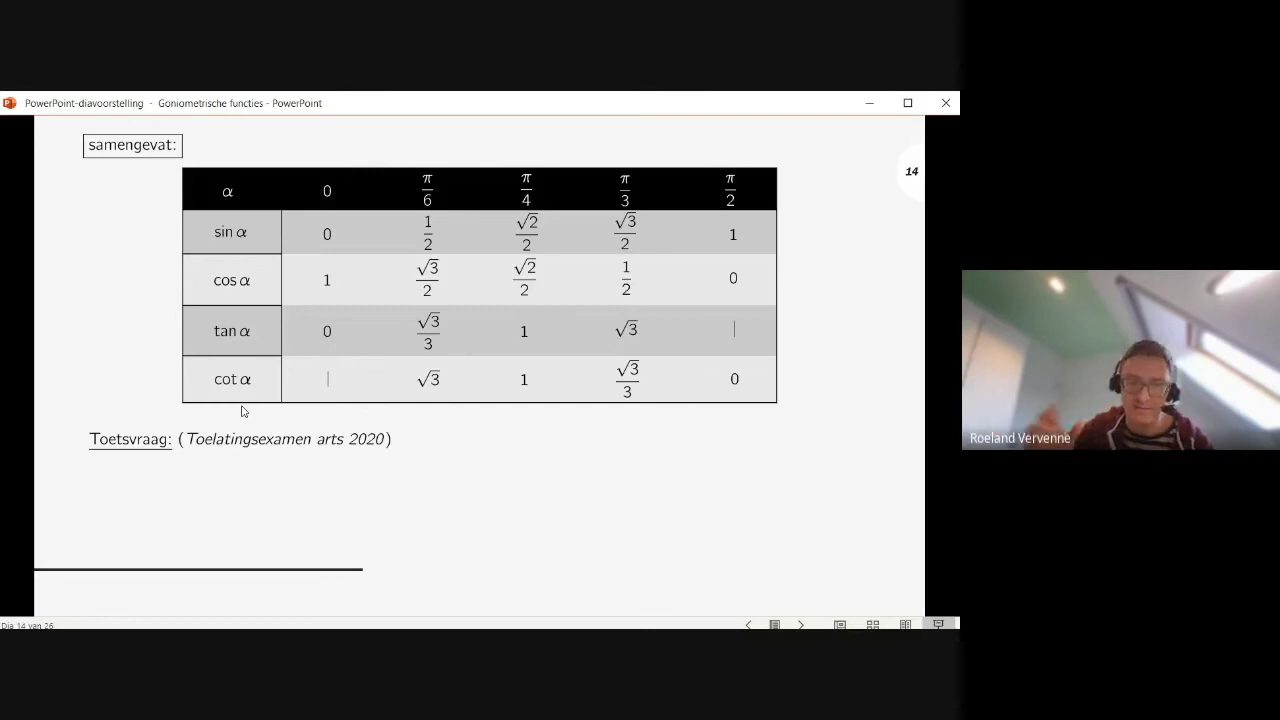 PowerPoint-diavoorstelling - Goniometrische functies - PowerPoint
samengevat:
14
α 0 π/6 π/4 π/3 π/2
sin α 0 1/2 √2/2 √3/2 1
cos α 1 √3/2 √2/2 1/2 0
tan α 0 √3/3 1 √3 |
cot α | √3 1 √3/3 0
Toetsvraag: (Toelatingsexamen arts 2020)
Roeland Vervenne
Dia 14 van 26